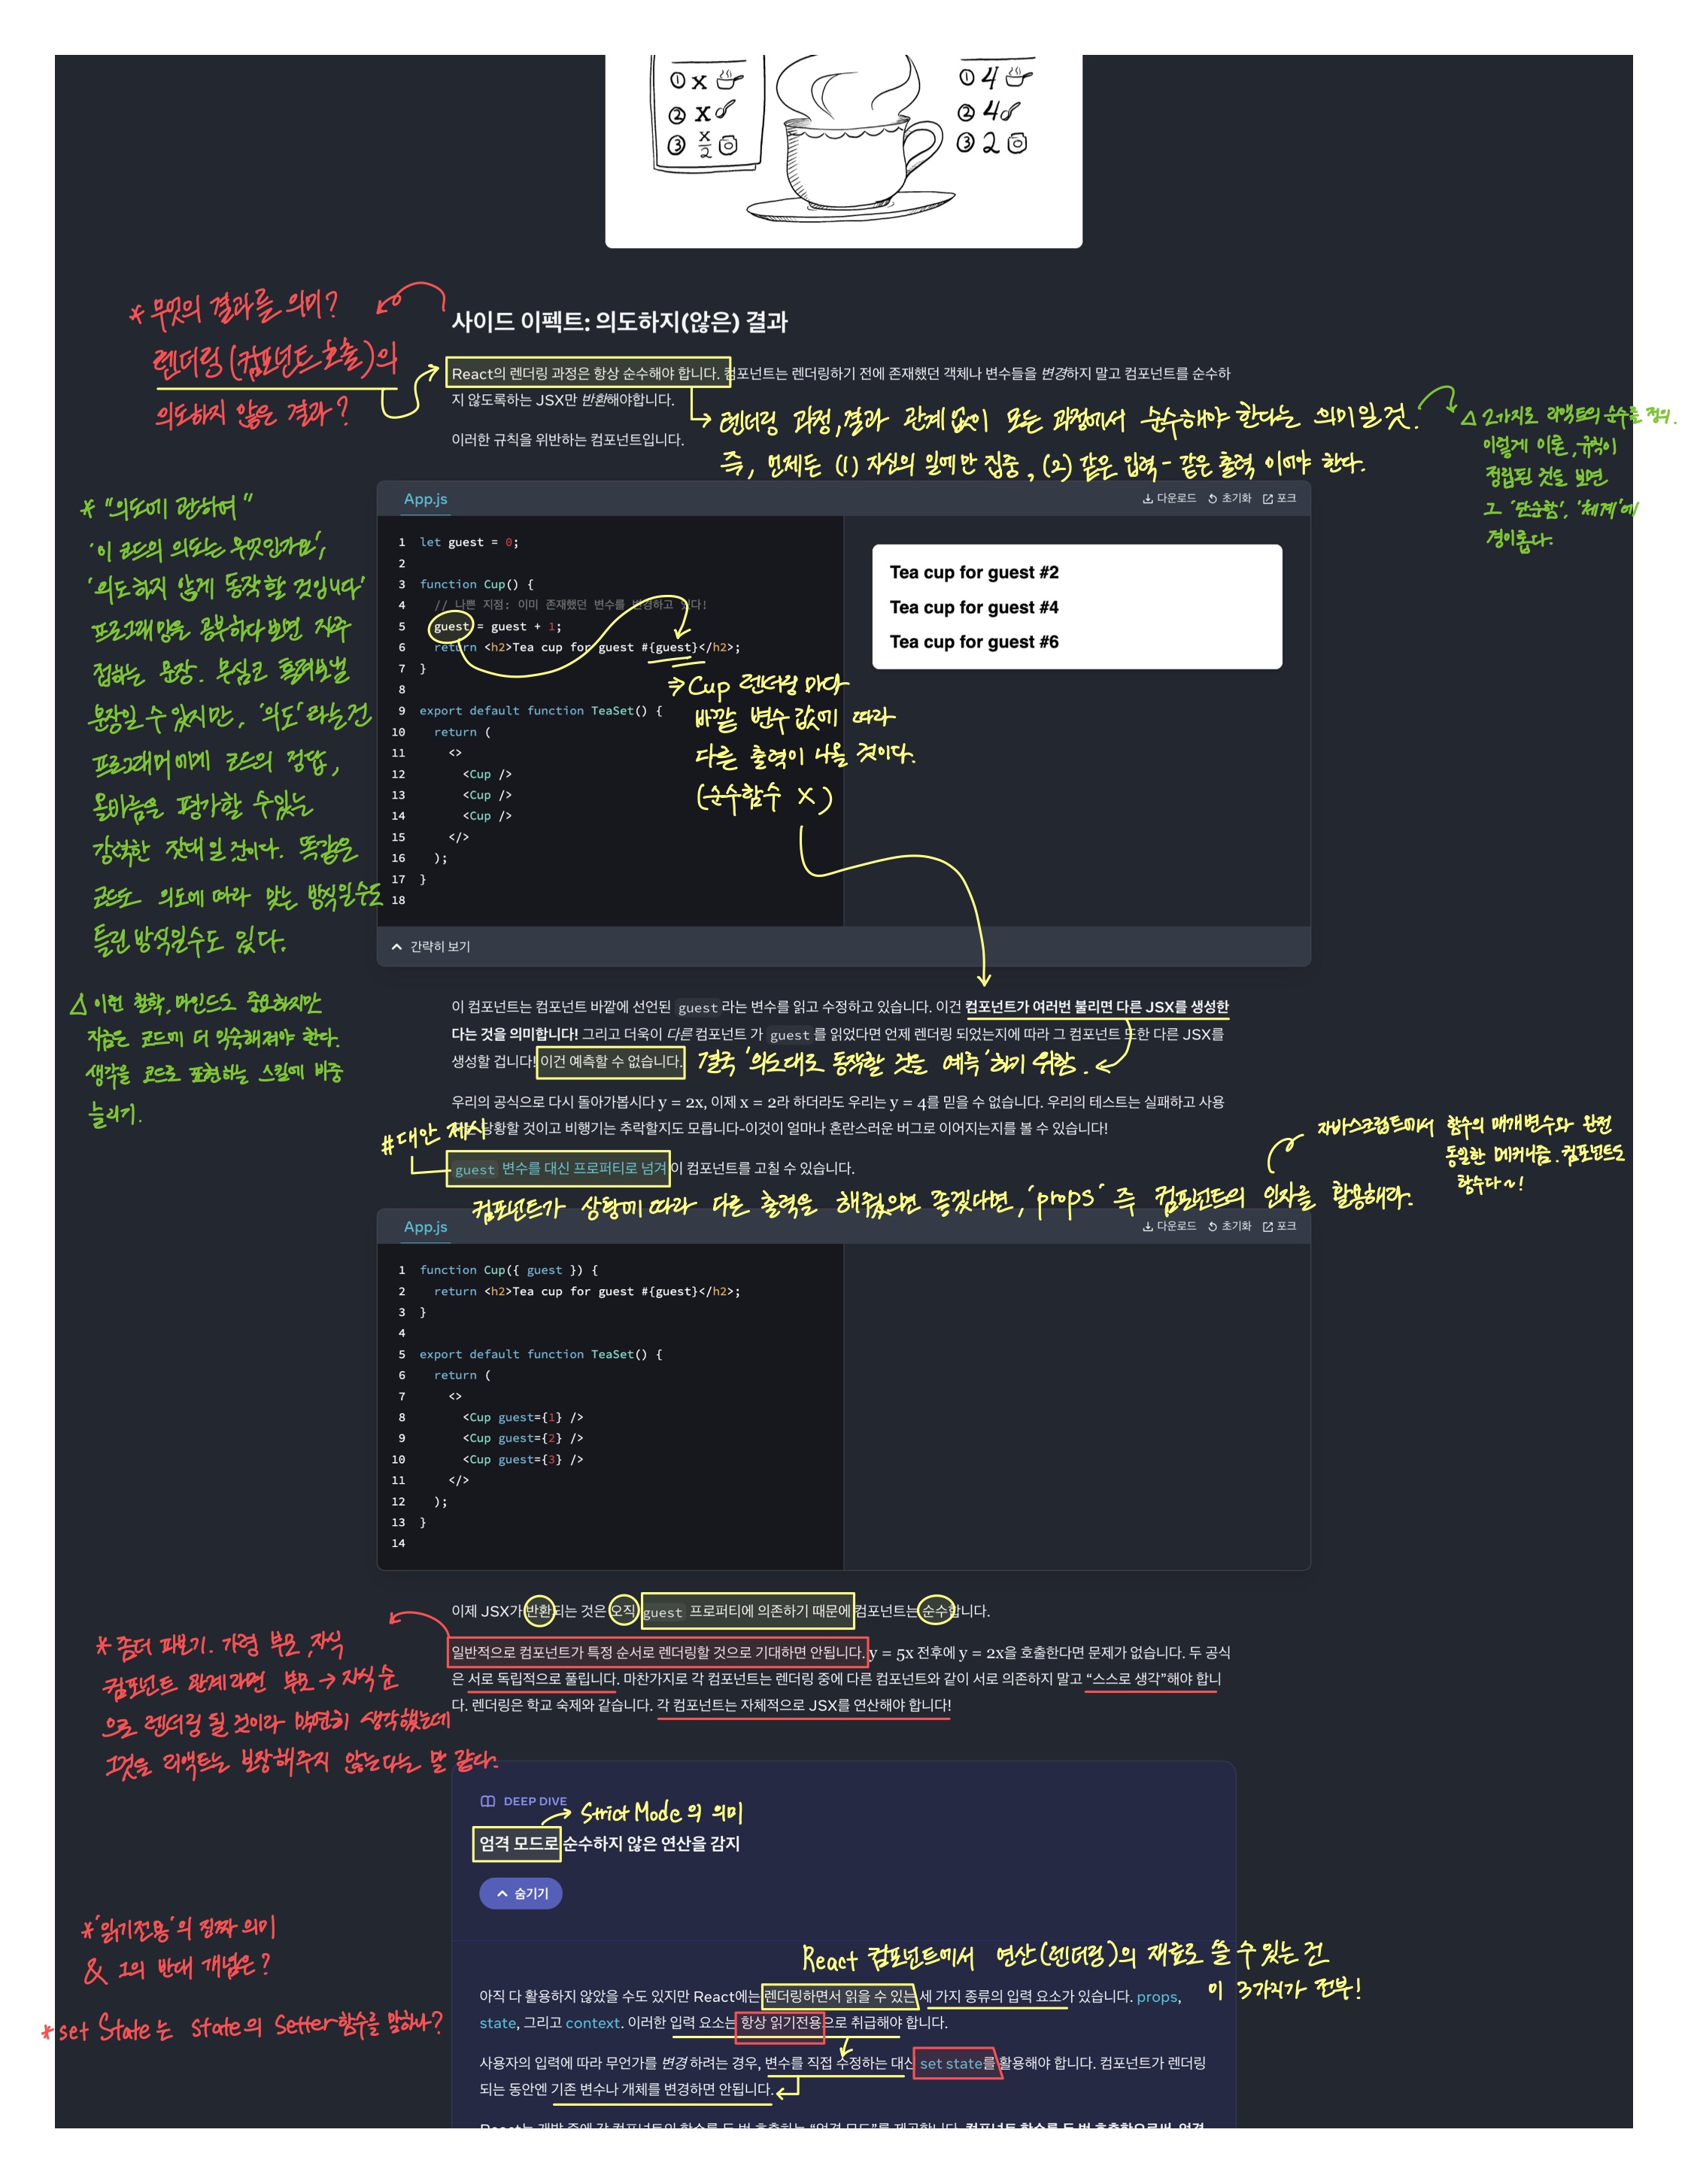 ① x
② x
③ x/2
① 4
② 4
③ 2
* 무엇의 결과를 의미?
렌더링 (컴포넌트 호출)의
의도하지 않은 결과?
사이드 이펙트: 의도하지(않은) 결과
React의 렌더링 과정은 항상 순수해야 합니다. 컴포넌트는 렌더링하기 전에 존재했던 객체나 변수들을 변경하지 말고 컴포넌트를 순수하
지 않도록하는 JSX만 반환해야합니다.
→ 렌더링 과정, 결과 관계 없이 모든 과정에서 순수해야 한다는 의미일 것.
이러한 규칙을 위반하는 컴포넌트입니다.
즉, 언제든 (1) 자신의 일에만 집중, (2) 같은 입력 - 같은 출력 이어야 한다.
△ 2가지로 리액트의 순수를 정의.
이렇게 이론, 규칙이
정립된 것을 보면
그 '단순함', '체계'에
경이롭다.
* "의도에 관하여"
'이 코드의 의도는 무엇인가요',
'의도하지 않게 동작할 것입니다'
프로그래밍을 공부하다보면 자주
접하는 문장. 무심코 흘려보낼
문장일 수 있지만, '의도'라는건
프로그래머에게 코드의 정답,
올바름을 평가할 수있는
강력한 잣대일 것이다. 똑같은
코드도 의도에 따라 맞는 방식일수도
틀린 방식일수도 있다.
△ 이런 철학, 마인드도 중요하지만
지금은 코드에 더 익숙해져야 한다.
생각을 코드로 표현하는 스킬에 비중
늘리기.
App.js
다운로드 초기화 포크
1 let guest = 0;
2
3 function Cup() {
4 // 나쁜 지점: 이미 존재했던 변수를 변경하고 있다!
5 guest = guest + 1;
6 return <h2>Tea cup for guest #{guest}</h2>;
7 }
8
9 export default function TeaSet() {
10 return (
11 <>
12 <Cup />
13 <Cup />
14 <Cup />
15 </>
16 );
17 }
18
⇒ Cup 렌더링 마다
바깥 변수 값에 따라
다른 출력이 나올 것이다.
(순수함수 X)
Tea cup for guest #2
Tea cup for guest #4
Tea cup for guest #6
간략히 보기
이 컴포넌트는 컴포넌트 바깥에 선언된 guest 라는 변수를 읽고 수정하고 있습니다. 이건 컴포넌트가 여러번 불리면 다른 JSX를 생성한
다는 것을 의미합니다! 그리고 더욱이 다른 컴포넌트 가 guest 를 읽었다면 언제 렌더링 되었는지에 따라 그 컴포넌트 또한 다른 JSX를
생성할 겁니다! 이건 예측할 수 없습니다.
결국 '의도대로 동작할 것을 예측'하기 위함.
우리의 공식으로 다시 돌아가봅시다 y = 2x, 이제 x = 2라 하더라도 우리는 y = 4를 믿을 수 없습니다. 우리의 테스트는 실패하고 사용
당황할 것이고 비행기는 추락할지도 모릅니다-이것이 얼마나 혼란스러운 버그로 이어지는지를 볼 수 있습니다!
#대안 제시
guest 변수를 대신 프로퍼티로 넘겨 이 컴포넌트를 고칠 수 있습니다.
컴포넌트가 상황에 따라 다른 출력을 해줬으면 좋겠다면, 'props' 즉 컴포넌트의 인자를 활용해라.
자바스크립트에서 함수의 매개변수와 완전
동일한 메커니즘. 컴포넌트도
함수다~!
App.js
다운로드 초기화 포크
1 function Cup({ guest }) {
2 return <h2>Tea cup for guest #{guest}</h2>;
3 }
4
5 export default function TeaSet() {
6 return (
7 <>
8 <Cup guest={1} />
9 <Cup guest={2} />
10 <Cup guest={3} />
11 </>
12 );
13 }
14
이제 JSX가 반환되는 것은 오직 guest 프로퍼티에 의존하기 때문에 컴포넌트는 순수합니다.
일반적으로 컴포넌트가 특정 순서로 렌더링할 것으로 기대하면 안됩니다. y = 5x 전후에 y = 2x을 호출한다면 문제가 없습니다. 두 공식
은 서로 독립적으로 풀립니다. 마찬가지로 각 컴포넌트는 렌더링 중에 다른 컴포넌트와 같이 서로 의존하지 말고 “스스로 생각”해야 합니
다. 렌더링은 학교 숙제와 같습니다. 각 컴포넌트는 자체적으로 JSX를 연산해야 합니다!
* 좀더 파보기. 가령 부모, 자식
컴포넌트 관계라면 부모 → 자식 순
으로 렌더링 될 것이라 막연히 생각했는데
그것을 리액트는 보장해주지 않는다는 말 같다.
DEEP DIVE
→ Strict Mode의 의미
엄격 모드로 순수하지 않은 연산을 감지
숨기기
React 컴포넌트에서 연산(렌더링)의 재료로 쓸 수 있는 건
이 3가지가 전부!
아직 다 활용하지 않았을 수도 있지만 React에는 렌더링하면서 읽을 수 있는 세 가지 종류의 입력 요소가 있습니다. props,
state, 그리고 context. 이러한 입력 요소는 항상 읽기전용으로 취급해야 합니다.
* '읽기전용'의 진짜 의미
& 그의 반대 개념은?
* set State는 state의 Setter함수를 말하나?
사용자의 입력에 따라 무언가를 변경 하려는 경우, 변수를 직접 수정하는 대신 set state를 활용해야 합니다. 컴포넌트가 렌더링
되는 동안엔 기존 변수나 개체를 변경하면 안됩니다.